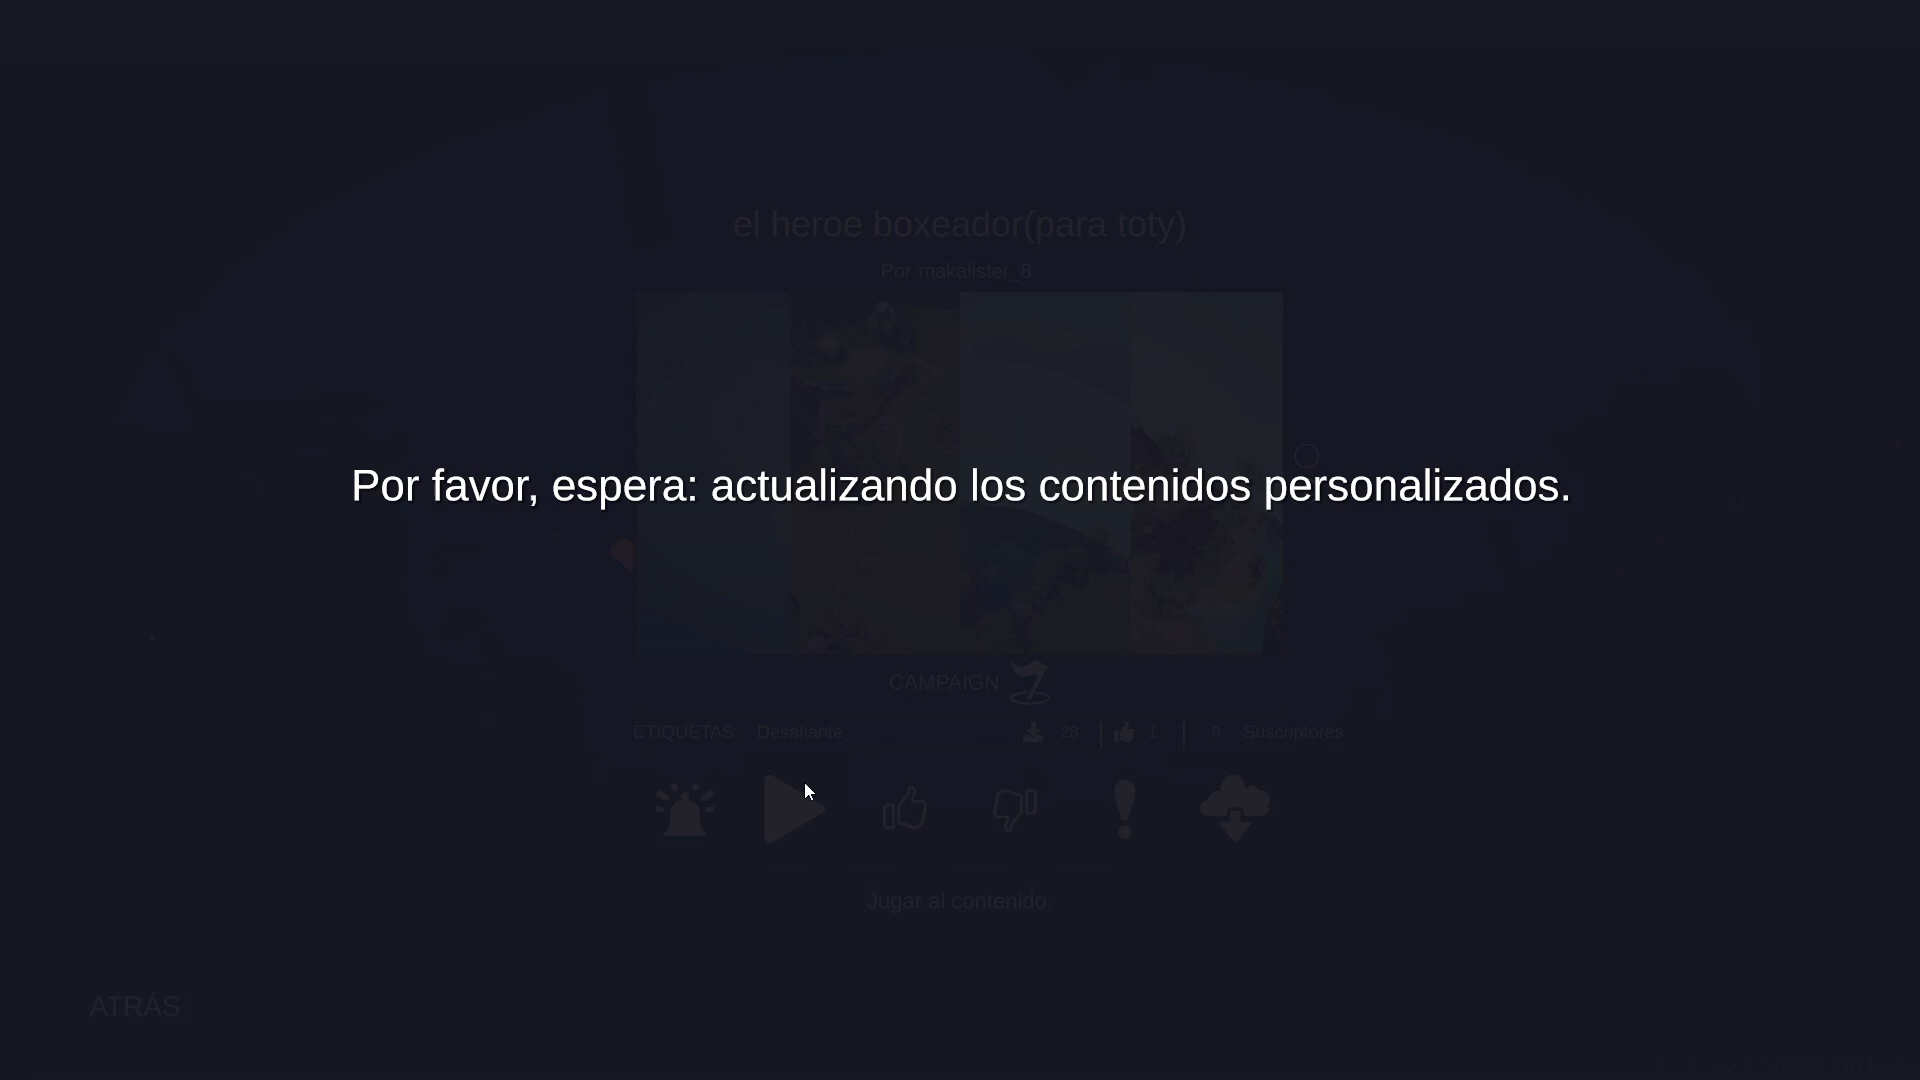 el heroe boxeador(para toty)
Por makalister_8
Por favor, espera: actualizando los contenidos personalizados.
CAMPAIGN
ETIQUETAS: Desafiante 28 | 1 | 9 Suscriptores
Jugar al contenido.
ATRÁS